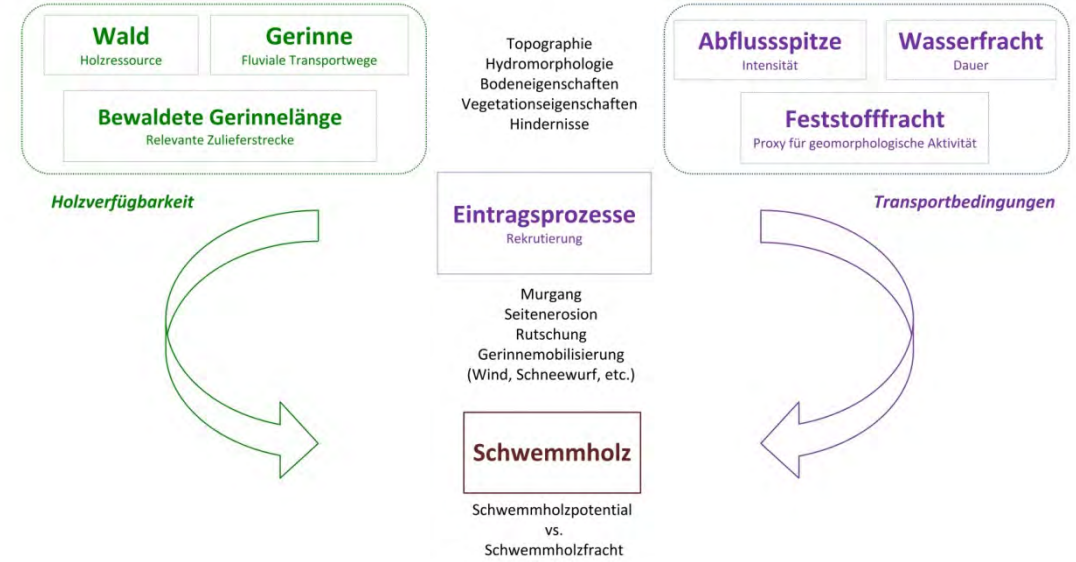 Wald
Holzressource
Gerinne
Fluviale Transportwege
Bewaldete Gerinnelänge
Relevante Zulieferstrecke
Holzverfügbarkeit
Topographie
Hydromorphologie
Bodeneigenschaften
Vegetationseigenschaften
Hindernisse
Abflussspitze
Intensität
Wasserfracht
Dauer
Feststofffracht
Proxy für geomorphologische Aktivität
Transportbedingungen
Eintragsprozesse
Rekrutierung
Murgang
Seitenerosion
Rutschung
Gerinnemobilisierung
(Wind, Schneewurf, etc.)
Schwemmholz
Schwemmholzpotential
vs.
Schwemmholzfracht